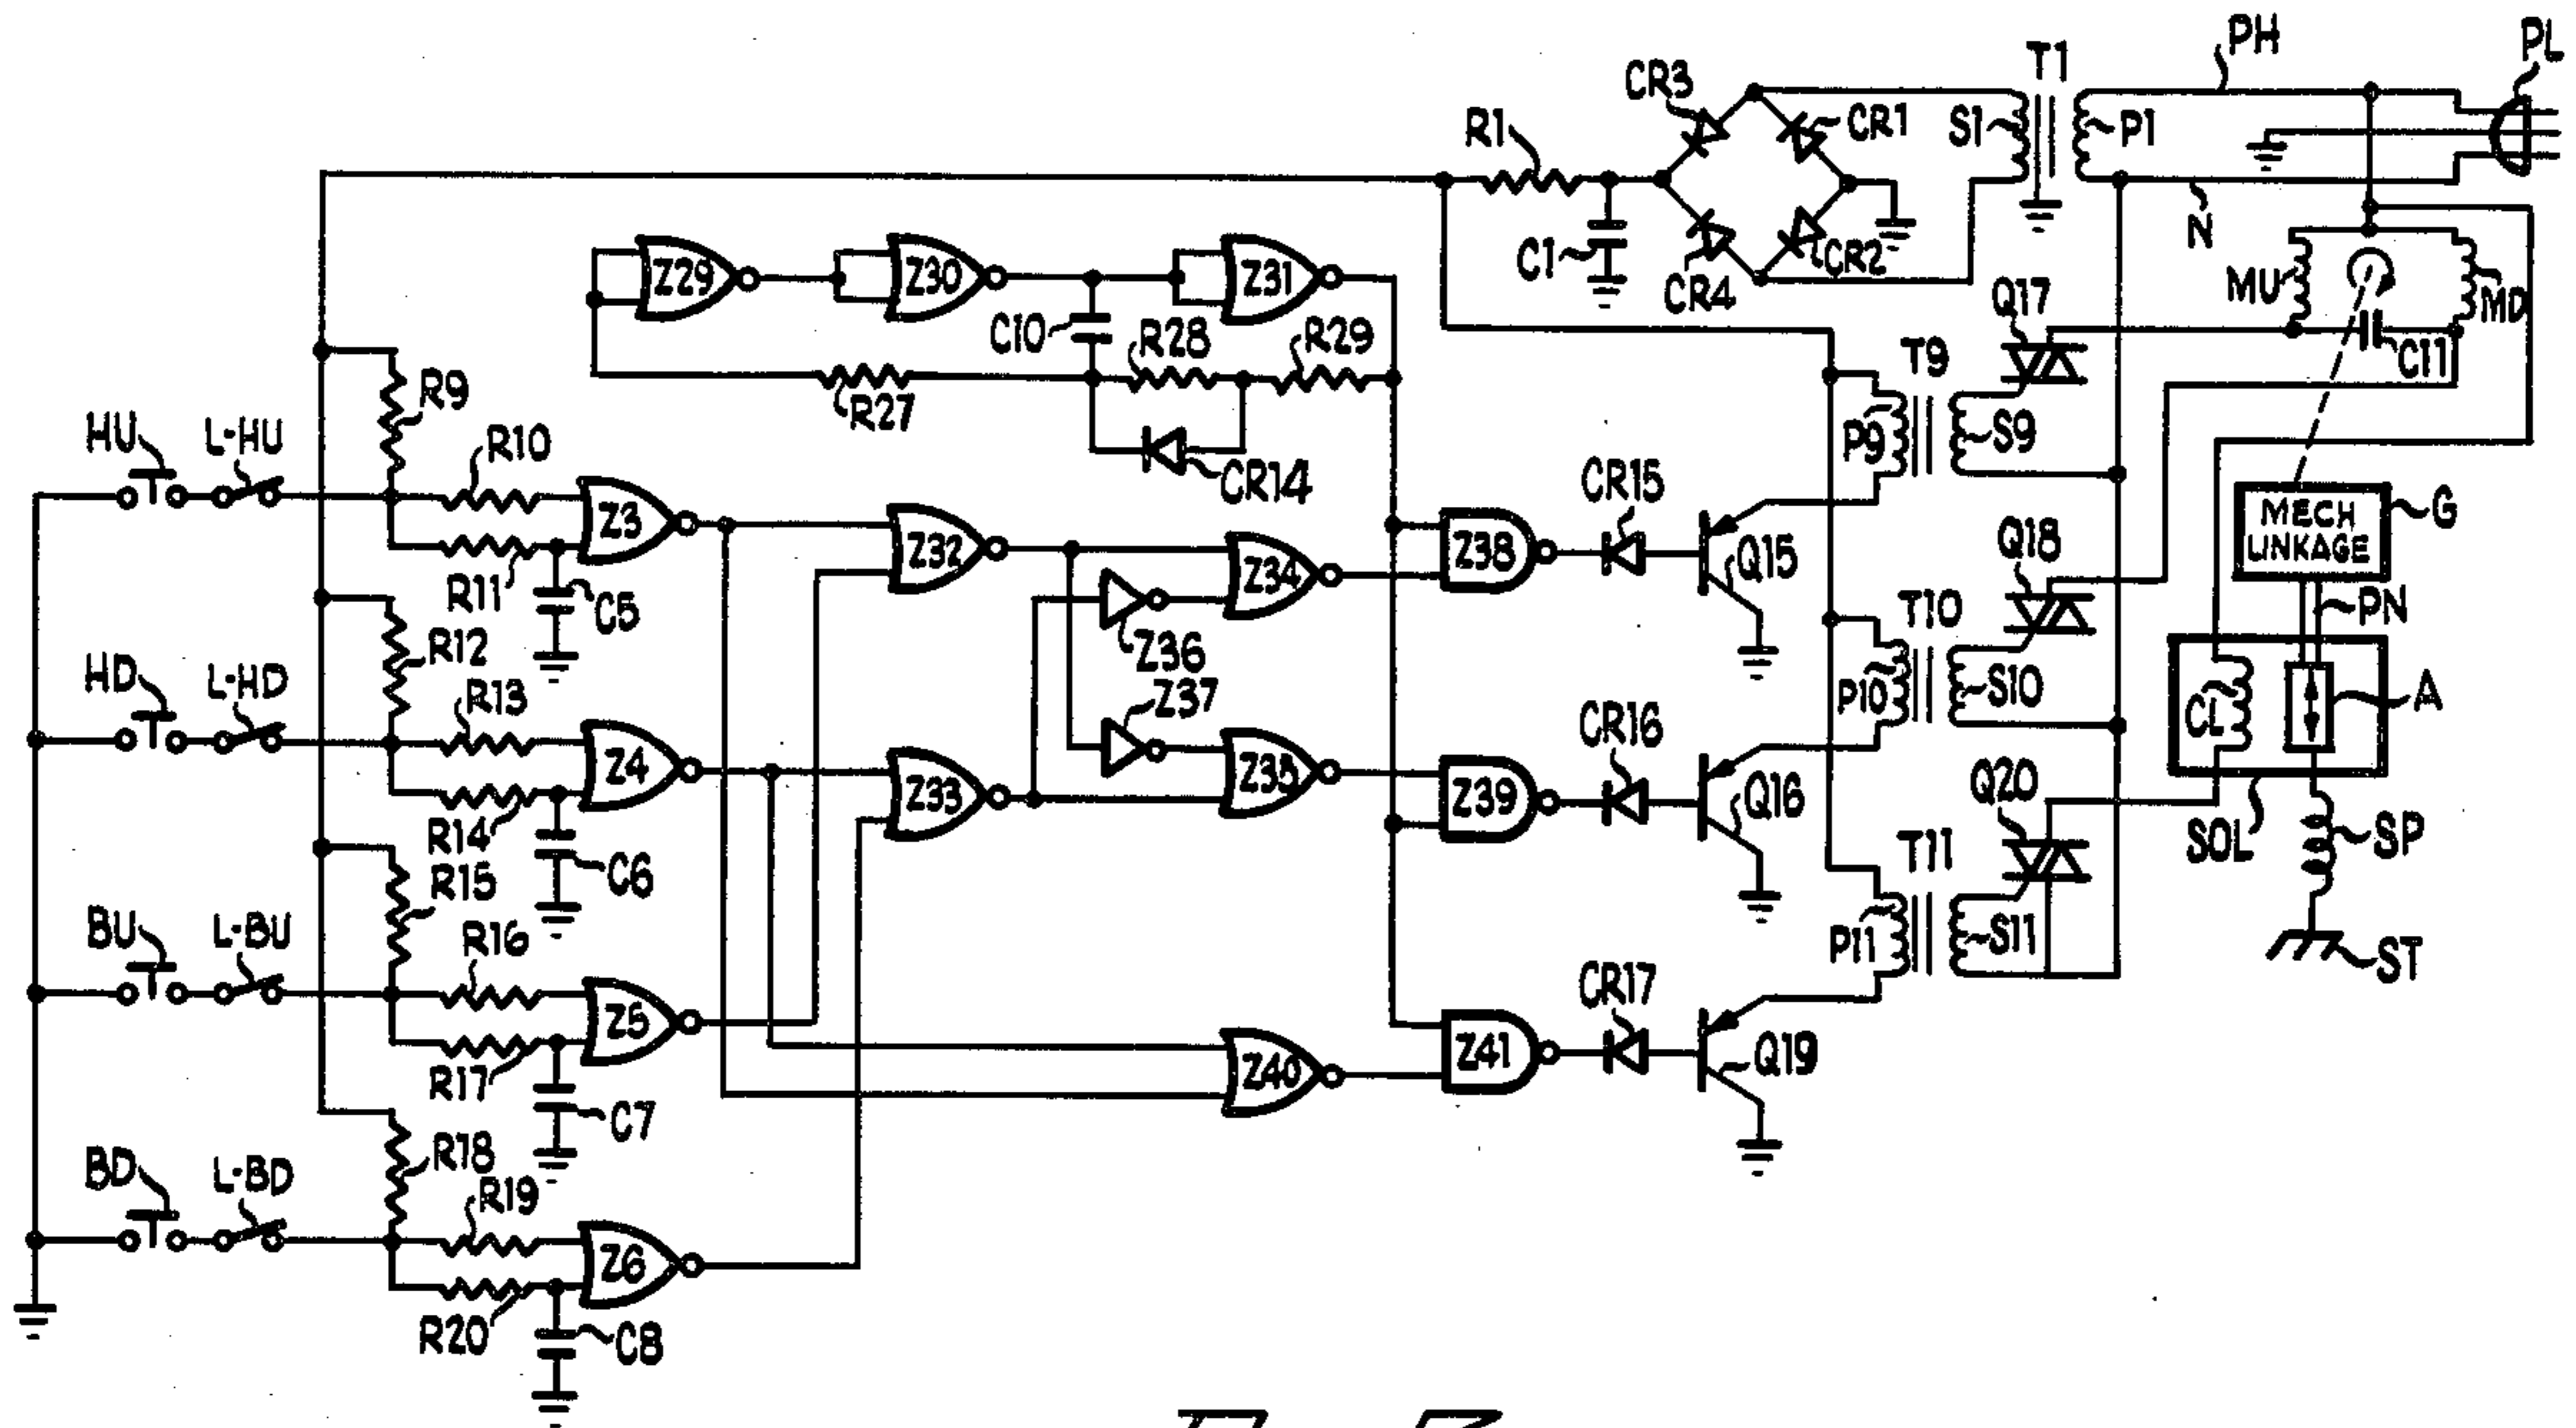 PH
PL
T1
CR3
CR1
S1
P1
R1
N
C1
CR4
CR2
Z29
Z30
Z31
MU
MD
Q17
C10
R28
R29
C11
T9
R9
R27
P9
S9
HU
L-HU
R10
CR14
CR15
MECH
LINKAGE
G
Z3
Z32
Z34
Z38
Q15
Q18
R11
C5
Z36
T10
PN
R12
HD
L-HD
R13
Z37
CR16
P10
S10
CL
A
Z4
Z33
Z35
Z39
Q16
Q20
R14
C6
T11
SOL
SP
R15
BU
L-BU
R16
P11
S11
ST
CR17
Z5
Z40
Z41
Q19
R17
C7
R18
BD
L-BD
R19
Z6
R20
C8